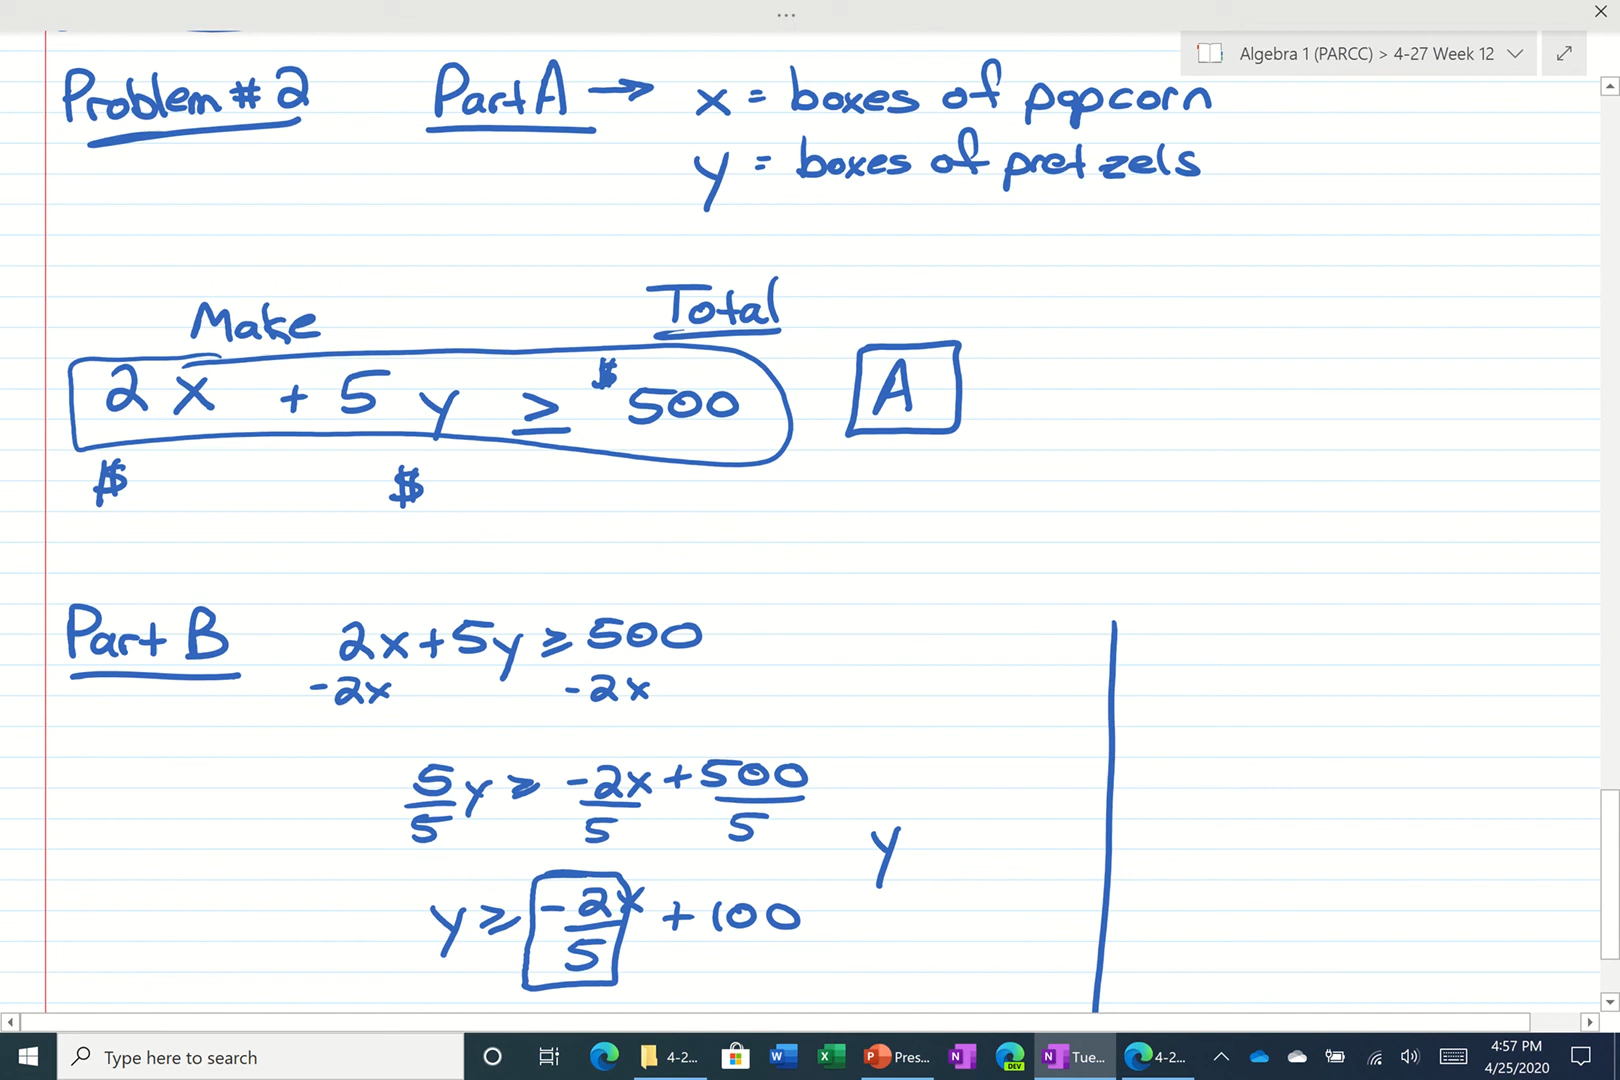 Algebra 1 (PARCC) > 4-27 Week 12
Problem #2 Part A → x = boxes of popcorn
y = boxes of pretzels
Make Total
2x + 5y ≥ $500 A
$ $
Part B 2x+5y ≥ 500
-2x -2x
5y ≥ -2x + 500
5 5 5
y
y ≥ -2x + 100
5
Type here to search
4-2...
Pres...
DEV
Tue...
4-2...
4:57 PM
4/25/2020